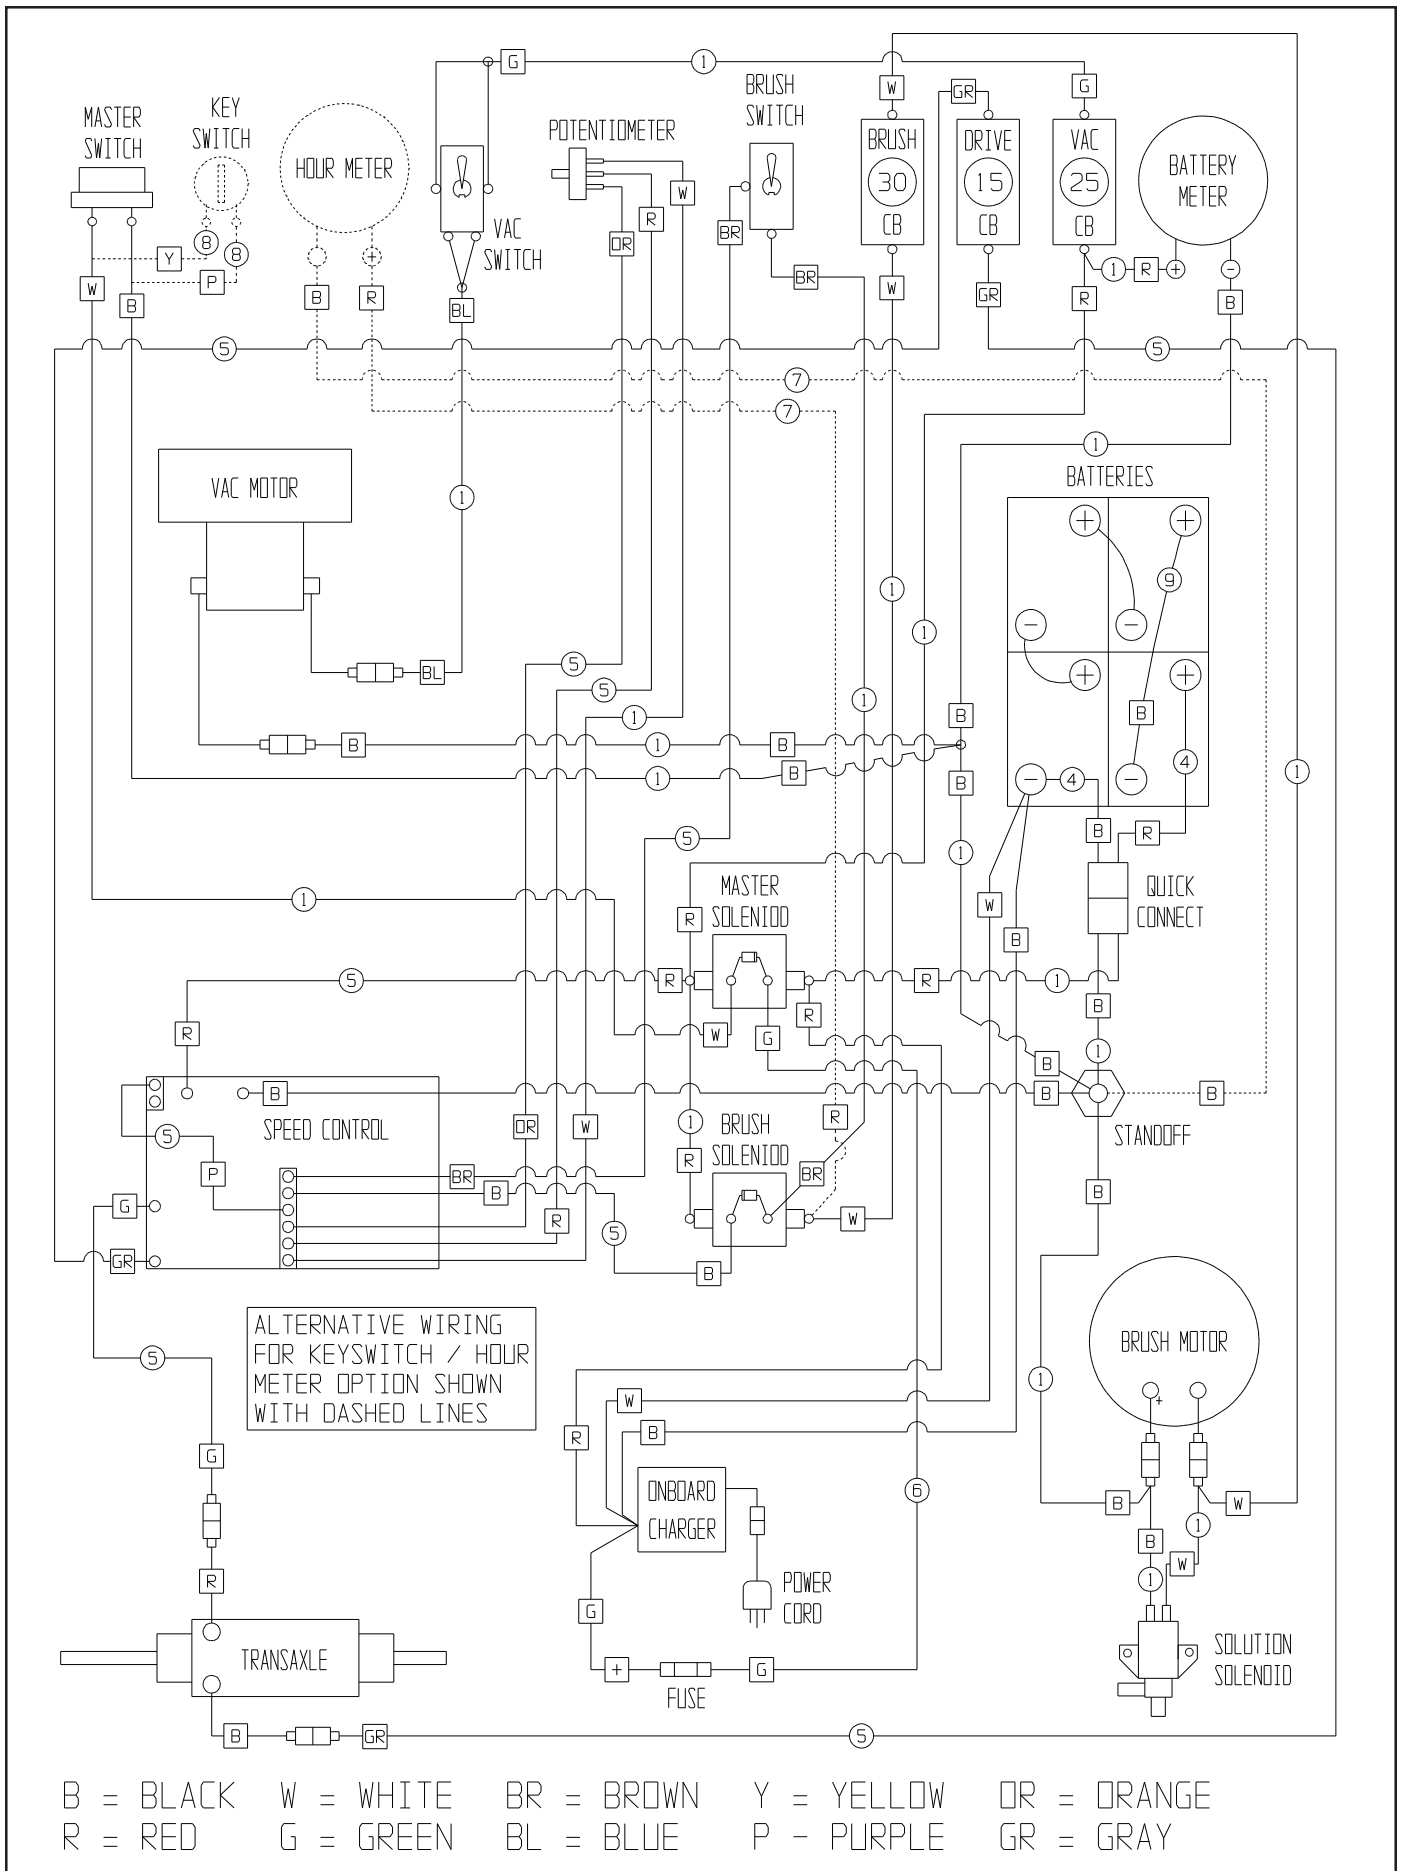 G
1
BRUSH
SWITCH
W
GR
G
MASTER
SWITCH
KEY
SWITCH
HOUR METER
POTENTIOMETER
BRUSH
30
CB
DRIVE
15
CB
VAC
25
CB
BATTERY
METER
W
R
OR
BR
VAC
SWITCH
8
8
Y
P
W
B
B
R
+
BL
BR
W
GR
1
R
+
-
R
B
5
5
7
7
1
BATTERIES
VAC MOTOR
1
+
+
9
1
-
-
1
5
BL
5
+
+
1
1
B
B
B
1
B
1
B
B
4
1
-
4
-
5
B
R
1
QUICK
CONNECT
MASTER
SOLENIOD
1
R
W
B
5
R
R
1
B
R
R
W
G
1
B
B
B
B
SPEED CONTROL
5
OR
W
1
BRUSH
SOLENIOD
R
STANDOFF
P
BR
B
R
BR
B
G
R
5
W
GR
B
ALTERNATIVE WIRING
FOR KEYSWITCH / HOUR
METER OPTION SHOWN
WITH DASHED LINES
BRUSH MOTOR
+
5
1
W
R
B
G
ONBOARD
CHARGER
6
B
W
1
B
W
1
R
POWER
CORD
G
TRANSAXLE
+
G
FUSE
SOLUTION
SOLENOID
B
GR
5
B = BLACK W = WHITE BR = BROWN Y = YELLOW OR = ORANGE
R = RED G = GREEN BL = BLUE P - PURPLE GR = GRAY